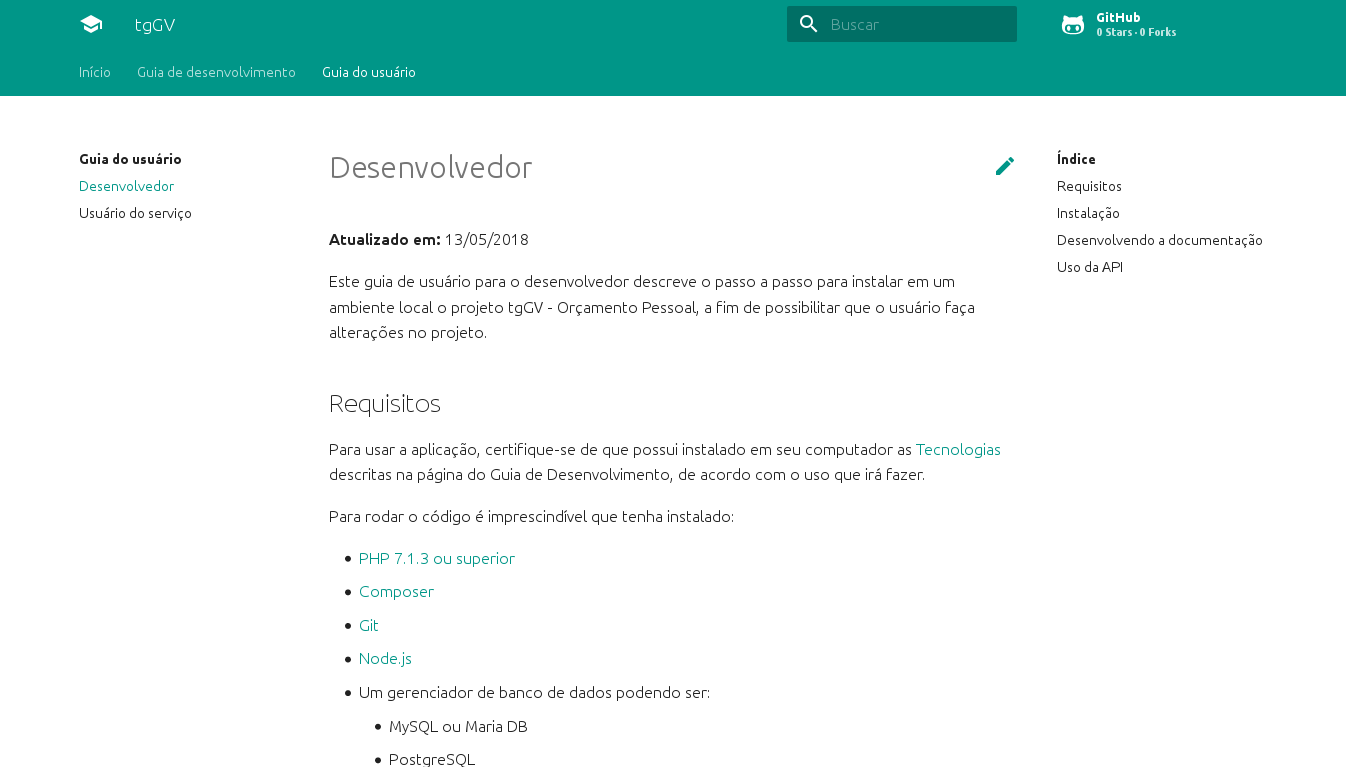 tgGV
Buscar
GitHub
0 Stars · 0 Forks
Início
Guia de desenvolvimento
Guia do usuário
Guia do usuário
Desenvolvedor
Usuário do serviço
Desenvolvedor
Atualizado em: 13/05/2018
Este guia de usuário para o desenvolvedor descreve o passo a passo para instalar em um
ambiente local o projeto tgGV - Orçamento Pessoal, a fim de possibilitar que o usuário faça
alterações no projeto.
Requisitos
Para usar a aplicação, certifique-se de que possui instalado em seu computador as Tecnologias
descritas na página do Guia de Desenvolvimento, de acordo com o uso que irá fazer.
Para rodar o código é imprescindível que tenha instalado:
PHP 7.1.3 ou superior
Composer
Git
Node.js
Um gerenciador de banco de dados podendo ser:
MySQL ou Maria DB
PostgreSQL
Índice
Requisitos
Instalação
Desenvolvendo a documentação
Uso da API